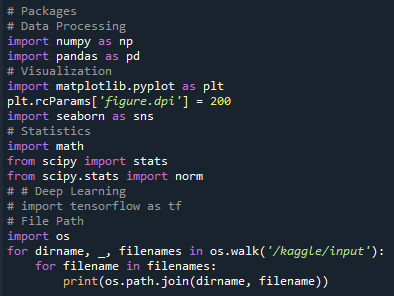 # Packages
# Data Processing
import numpy as np
import pandas as pd
# Visualization
import matplotlib.pyplot as plt
plt.rcParams['figure.dpi'] = 200
import seaborn as sns
# Statistics
import math
from scipy import stats
from scipy.stats import norm
# # Deep Learning
# import tensorflow as tf
# File Path
import os
for dirname, _, filenames in os.walk('/kaggle/input'):
    for filename in filenames:
        print(os.path.join(dirname, filename))